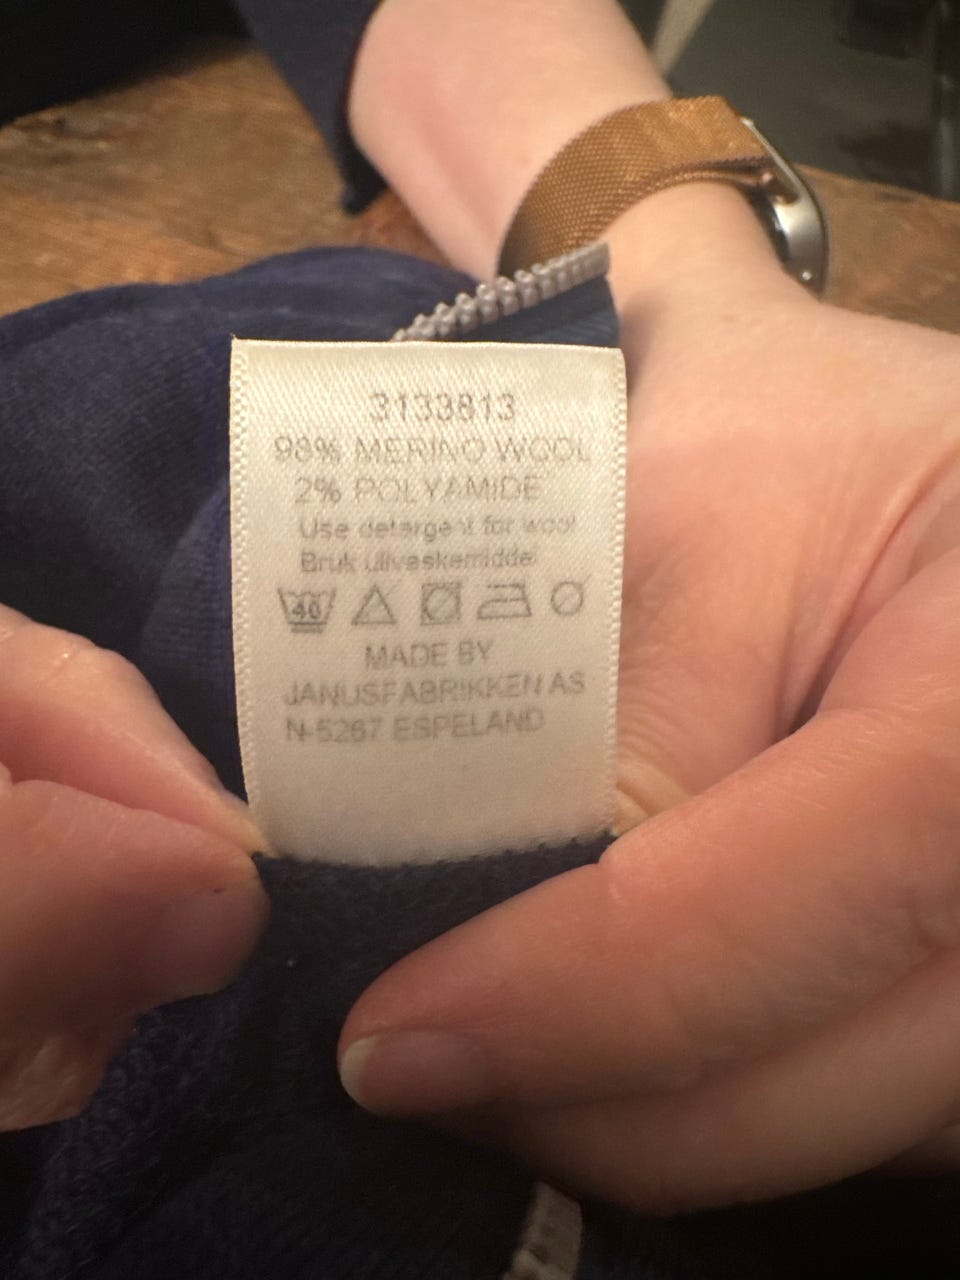 3133813
98% MERINO WOOL
2% POLYAMIDE
Use detergent for wool
Bruk ullvaskemiddel
40
MADE BY
JANUSFABRIKKEN AS
N-5267 ESPELAND